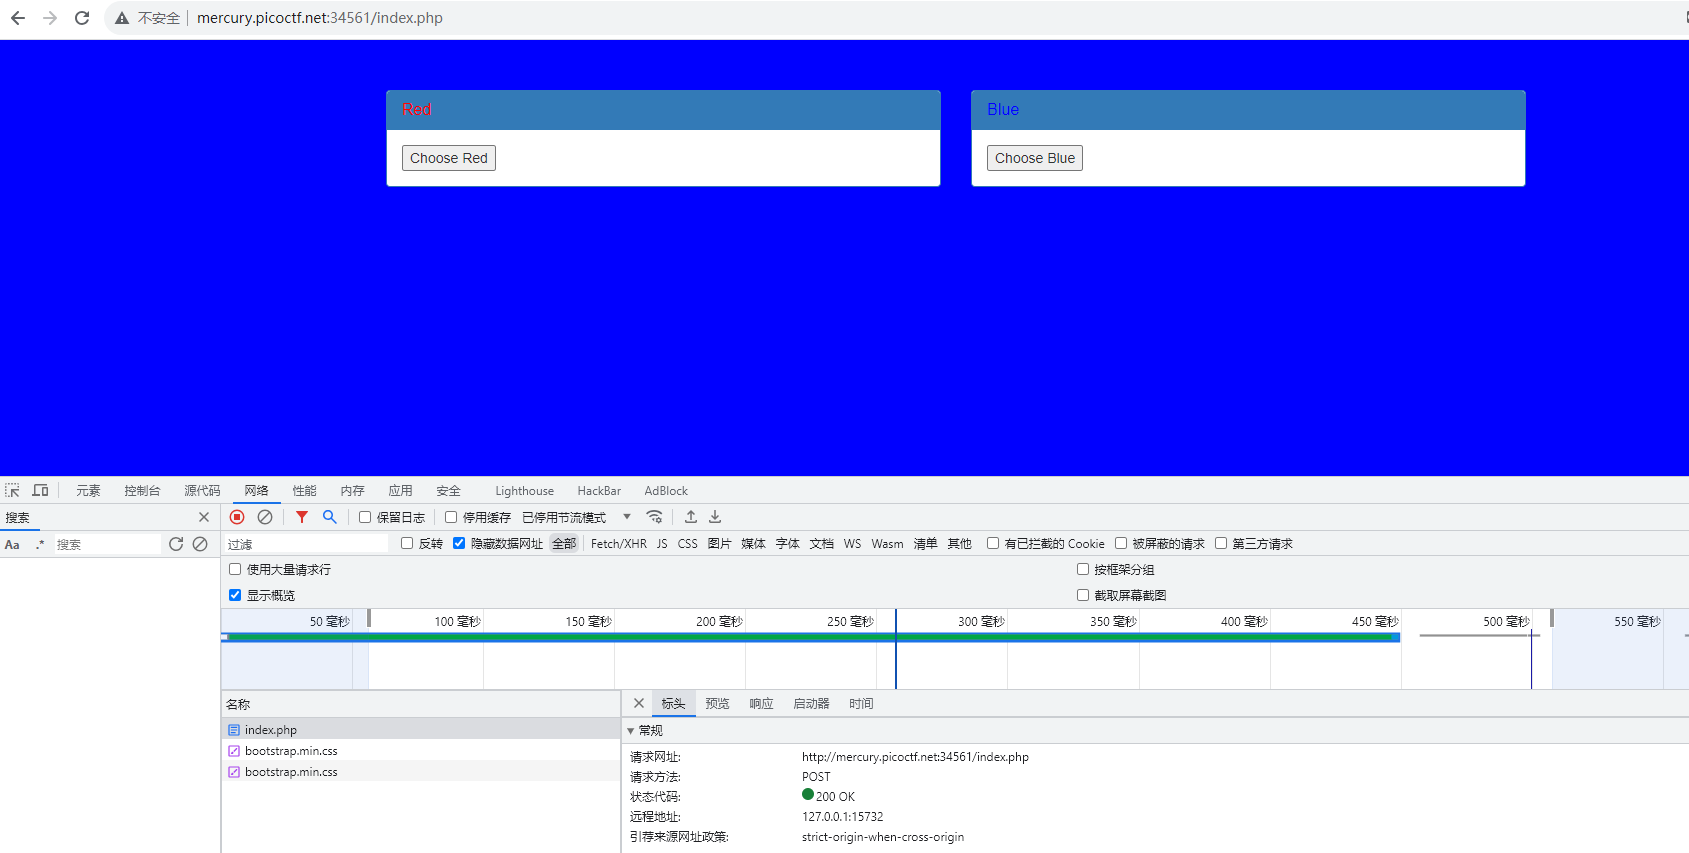 不安全 mercury.picoctf.net:34561/index.php
Red Blue
Choose Red Choose Blue
元素 控制台 源代码 网络 性能 内存 应用 安全 Lighthouse HackBar AdBlock
搜索 保留日志 停用缓存 已停用节流模式
Aa .* 搜索 过滤 反转 隐藏数据网址 全部 Fetch/XHR JS CSS 图片 媒体 字体 文档 WS Wasm 清单 其他 有已拦截的 Cookie 被屏蔽的请求 第三方请求
使用大量请求行 按框架分组
显示概览 截取屏幕截图
50 毫秒 100 毫秒 150 毫秒 200 毫秒 250 毫秒 300 毫秒 350 毫秒 400 毫秒 450 毫秒 500 毫秒 550 毫秒
名称 标头 预览 响应 启动器 时间
index.php 常规
bootstrap.min.css 请求网址: http://mercury.picoctf.net:34561/index.php
bootstrap.min.css 请求方法: POST
状态代码: 200 OK
远程地址: 127.0.0.1:15732
引荐来源网址政策: strict-origin-when-cross-origin